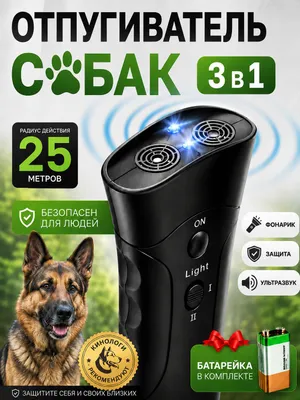 ОТПУГИВАТЕЛЬ
СОБАК
3 в 1
РАДИУС ДЕЙСТВИЯ
25
МЕТРОВ
БЕЗОПАСЕН
ДЛЯ ЛЮДЕЙ
ON
Light
I
II
ФОНАРИК
ЗАЩИТА
УЛЬТРАЗВУК
КИНОЛОГИ
РЕКОМЕНДУЮТ
БАТАРЕЙКА
В КОМПЛЕКТЕ
ЗАЩИТИТЕ СЕБЯ И СВОИХ БЛИЗКИХ